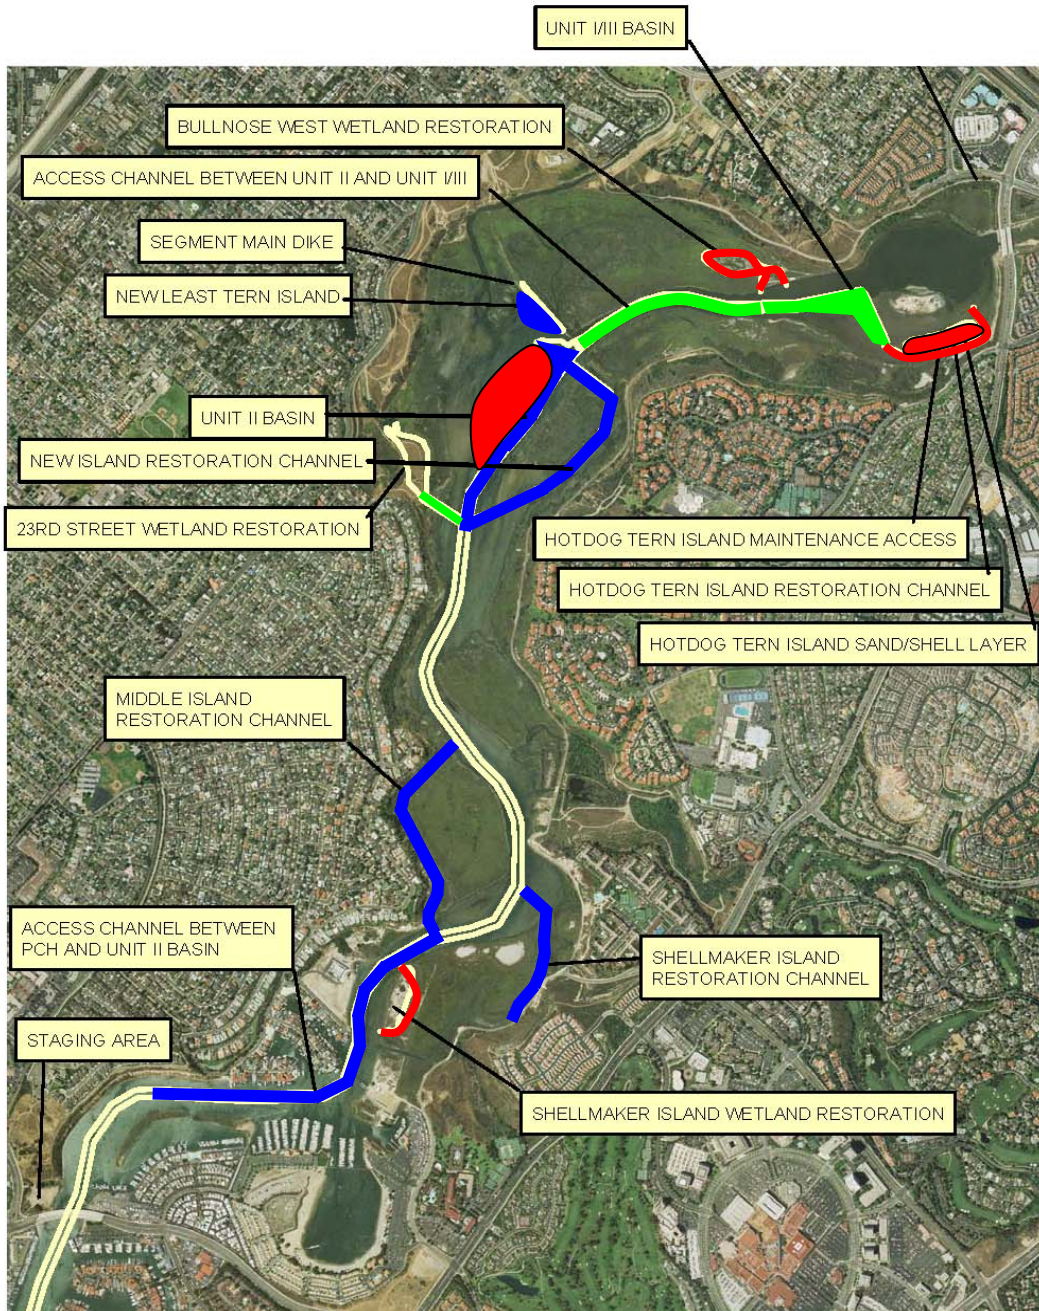 UNIT I/III BASIN
BULLNOSE WEST WETLAND RESTORATION
ACCESS CHANNEL BETWEEN UNIT II AND UNIT I/III
SEGMENT MAIN DIKE
NEW LEAST TERN ISLAND
UNIT II BASIN
NEW ISLAND RESTORATION CHANNEL
23RD STREET WETLAND RESTORATION
HOTDOG TERN ISLAND MAINTENANCE ACCESS
HOTDOG TERN ISLAND RESTORATION CHANNEL
HOTDOG TERN ISLAND SAND/SHELL LAYER
MIDDLE ISLAND
RESTORATION CHANNEL
ACCESS CHANNEL BETWEEN
PCH AND UNIT II BASIN
SHELLMAKER ISLAND
RESTORATION CHANNEL
STAGING AREA
SHELLMAKER ISLAND WETLAND RESTORATION